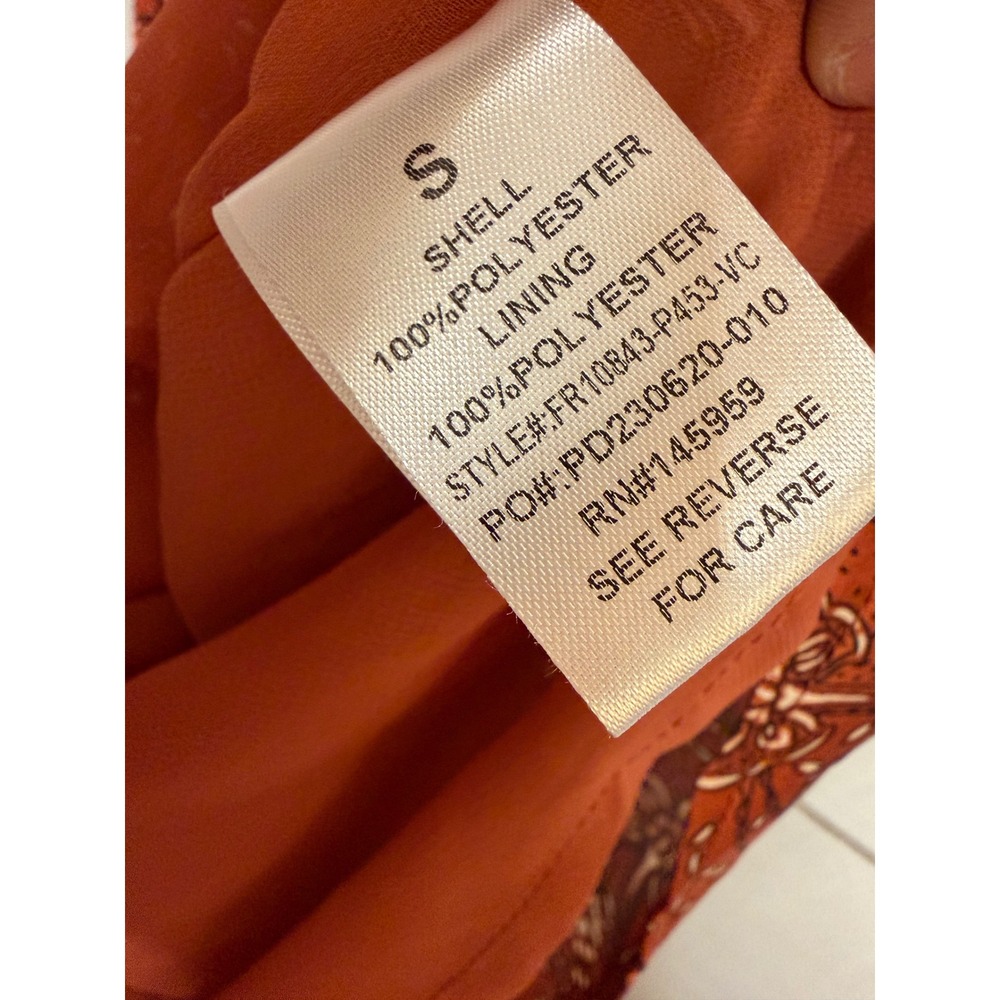 S
SHELL
100%POLYESTER
LINING
100%POLYESTER
STYLE#:FR10843-P453-VC
PO#:PD230620-010
RN#145959
SEE REVERSE
FOR CARE